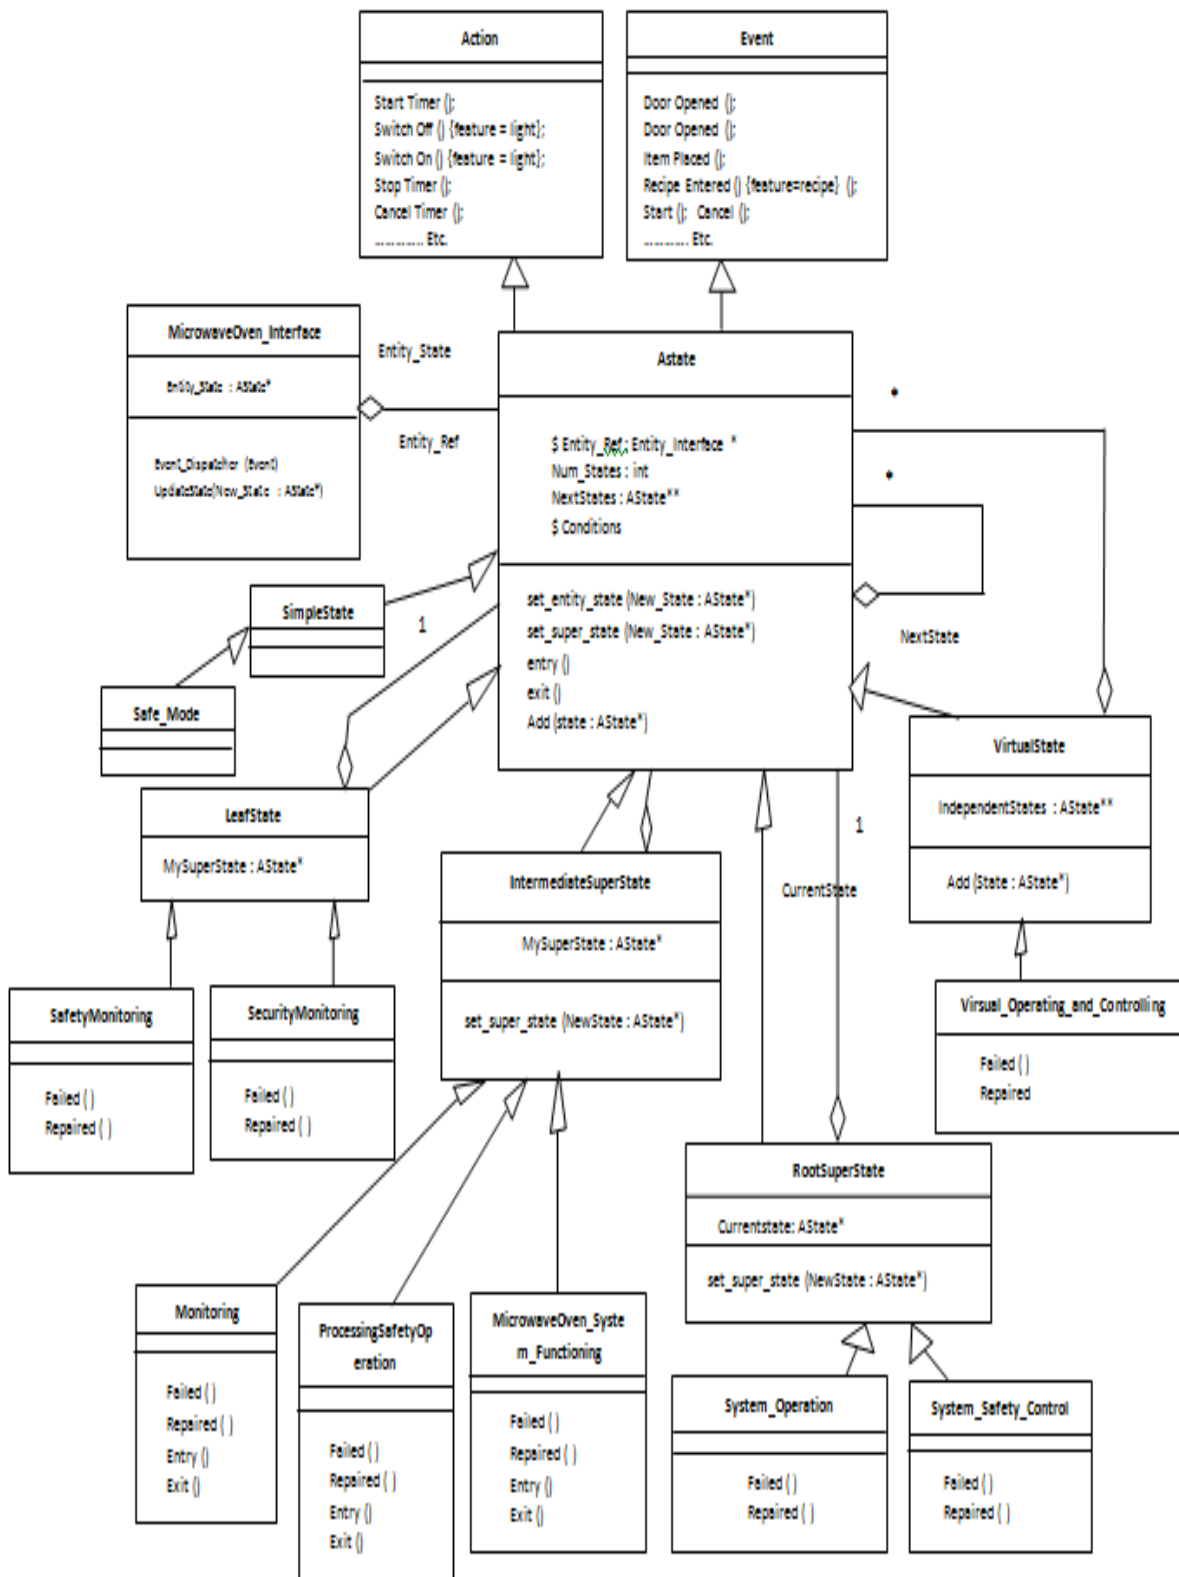 Action
Start Timer ();
Switch Off () {feature = light};
Switch On () {feature = light};
Stop Timer ();
Cancel Timer ();
.............. Etc.
Event
Door Opened ();
Door Opened ();
Item Placed ();
Recipe Entered () {feature=recipe} ();
Start (); Cancel ();
............. Etc.
MicrowaveOven_Interface
Entity_State : AState*
Event_Dispatcher (Event)
UpdateState(New_State : AState*)
Entity_State
Entity_Ref
Astate
$ Entity_Ref: Entity_Interface *
Num_States : int
NextStates : AState**
$ Conditions
set_entity_state (New_State : AState*)
set_super_state (New_State : AState*)
entry ()
exit ()
Add (state : AState*)
*
*
NextState
SimpleState
1
Safe_Mode
LeafState
MySuperState : AState*
VirtualState
IndependentStates : AState**
Add (State : AState*)
IntermediateSuperState
MySuperState : AState*
set_super_state (NewState : AState*)
1
CurrentState
SafetyMonitoring
Failed ( )
Repaired ( )
SecurityMonitoring
Failed ( )
Repaired ( )
Virsual_Operating_and_Controlling
Failed ( )
Repaired
RootSuperState
Currentstate: AState*
set_super_state (NewState : AState*)
Monitoring
Failed ( )
Repaired ( )
Entry ()
Exit ()
ProcessingSafetyOp
eration
Failed ( )
Repaired ( )
Entry ()
Exit ()
MicrowaveOven_Syste
m_Functioning
Failed ( )
Repaired ( )
Entry ()
Exit ()
System_Operation
Failed ( )
Repaired ( )
System_Safety_Control
Failed ( )
Repaired ( )